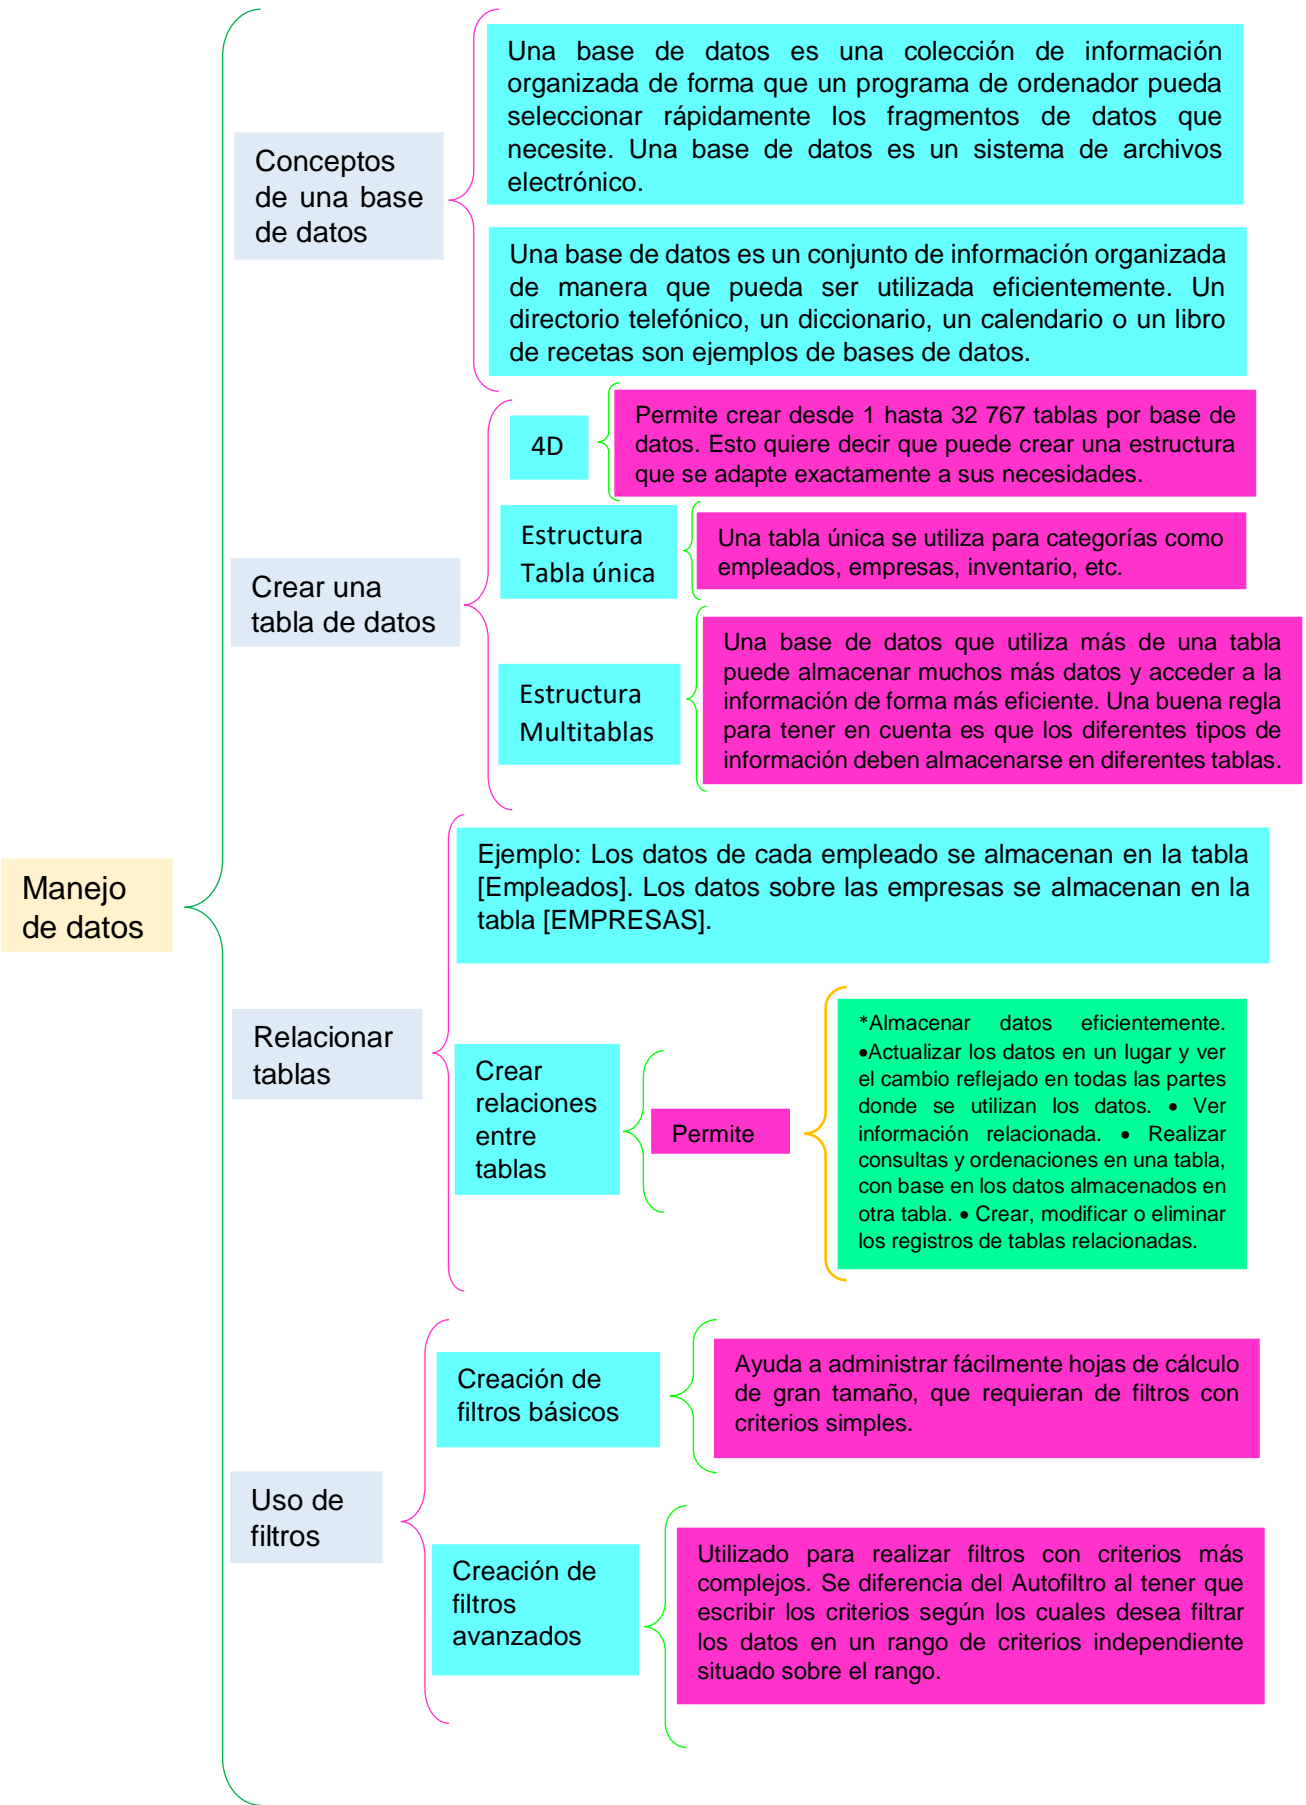 Manejo
de datos
Conceptos
de una base
de datos
Una base de datos es una colección de información
organizada de forma que un programa de ordenador pueda
seleccionar rápidamente los fragmentos de datos que
necesite. Una base de datos es un sistema de archivos
electrónico.
Una base de datos es un conjunto de información organizada
de manera que pueda ser utilizada eficientemente. Un
directorio telefónico, un diccionario, un calendario o un libro
de recetas son ejemplos de bases de datos.
Crear una
tabla de datos
4D
Permite crear desde 1 hasta 32 767 tablas por base de
datos. Esto quiere decir que puede crear una estructura
que se adapte exactamente a sus necesidades.
Estructura
Tabla única
Una tabla única se utiliza para categorías como
empleados, empresas, inventario, etc.
Estructura
Multitablas
Una base de datos que utiliza más de una tabla
puede almacenar muchos más datos y acceder a la
información de forma más eficiente. Una buena regla
para tener en cuenta es que los diferentes tipos de
información deben almacenarse en diferentes tablas.
Relacionar
tablas
Ejemplo: Los datos de cada empleado se almacenan en la tabla
[Empleados]. Los datos sobre las empresas se almacenan en la
tabla [EMPRESAS].
Crear
relaciones
entre
tablas
Permite
*Almacenar datos eficientemente.
•Actualizar los datos en un lugar y ver
el cambio reflejado en todas las partes
donde se utilizan los datos. • Ver
información relacionada. • Realizar
consultas y ordenaciones en una tabla,
con base en los datos almacenados en
otra tabla. • Crear, modificar o eliminar
los registros de tablas relacionadas.
Uso de
filtros
Creación de
filtros básicos
Ayuda a administrar fácilmente hojas de cálculo
de gran tamaño, que requieran de filtros con
criterios simples.
Creación de
filtros
avanzados
Utilizado para realizar filtros con criterios más
complejos. Se diferencia del Autofiltro al tener que
escribir los criterios según los cuales desea filtrar
los datos en un rango de criterios independiente
situado sobre el rango.